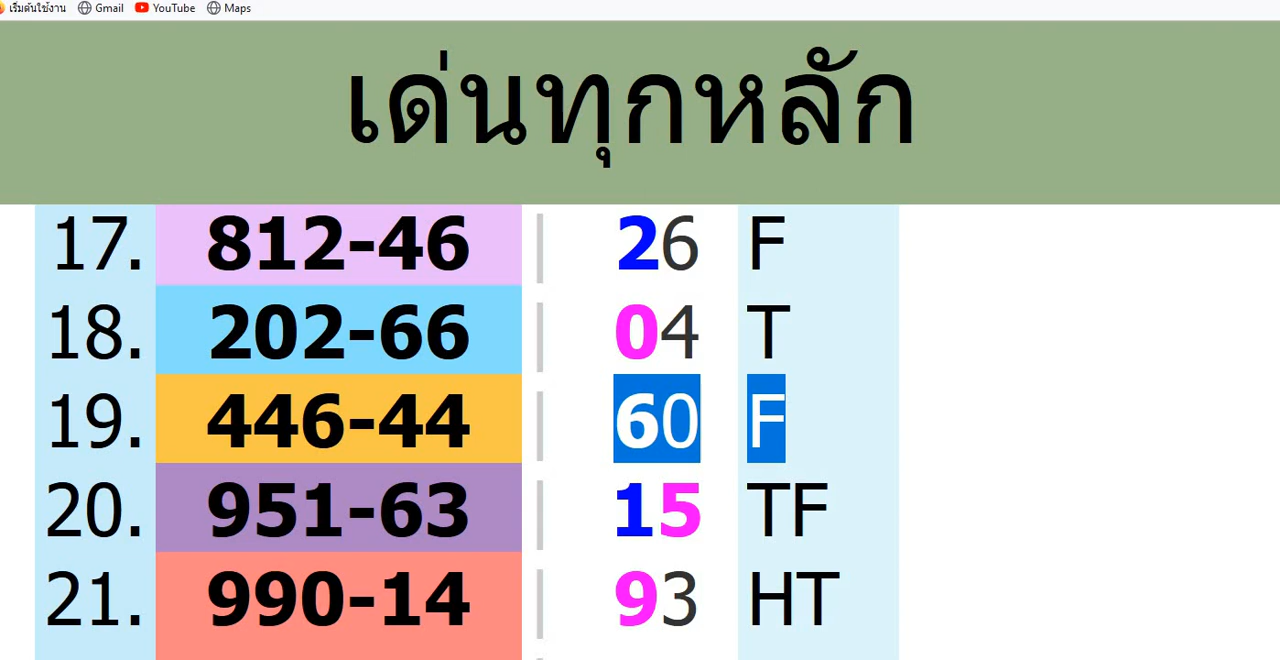 เริ่มต้นใช้งาน Gmail YouTube Maps
เด่นทุกหลัก
17. 812-46 26 F
18. 202-66 04 T
19. 446-44 60 F
20. 951-63 15 TF
21. 990-14 93 HT